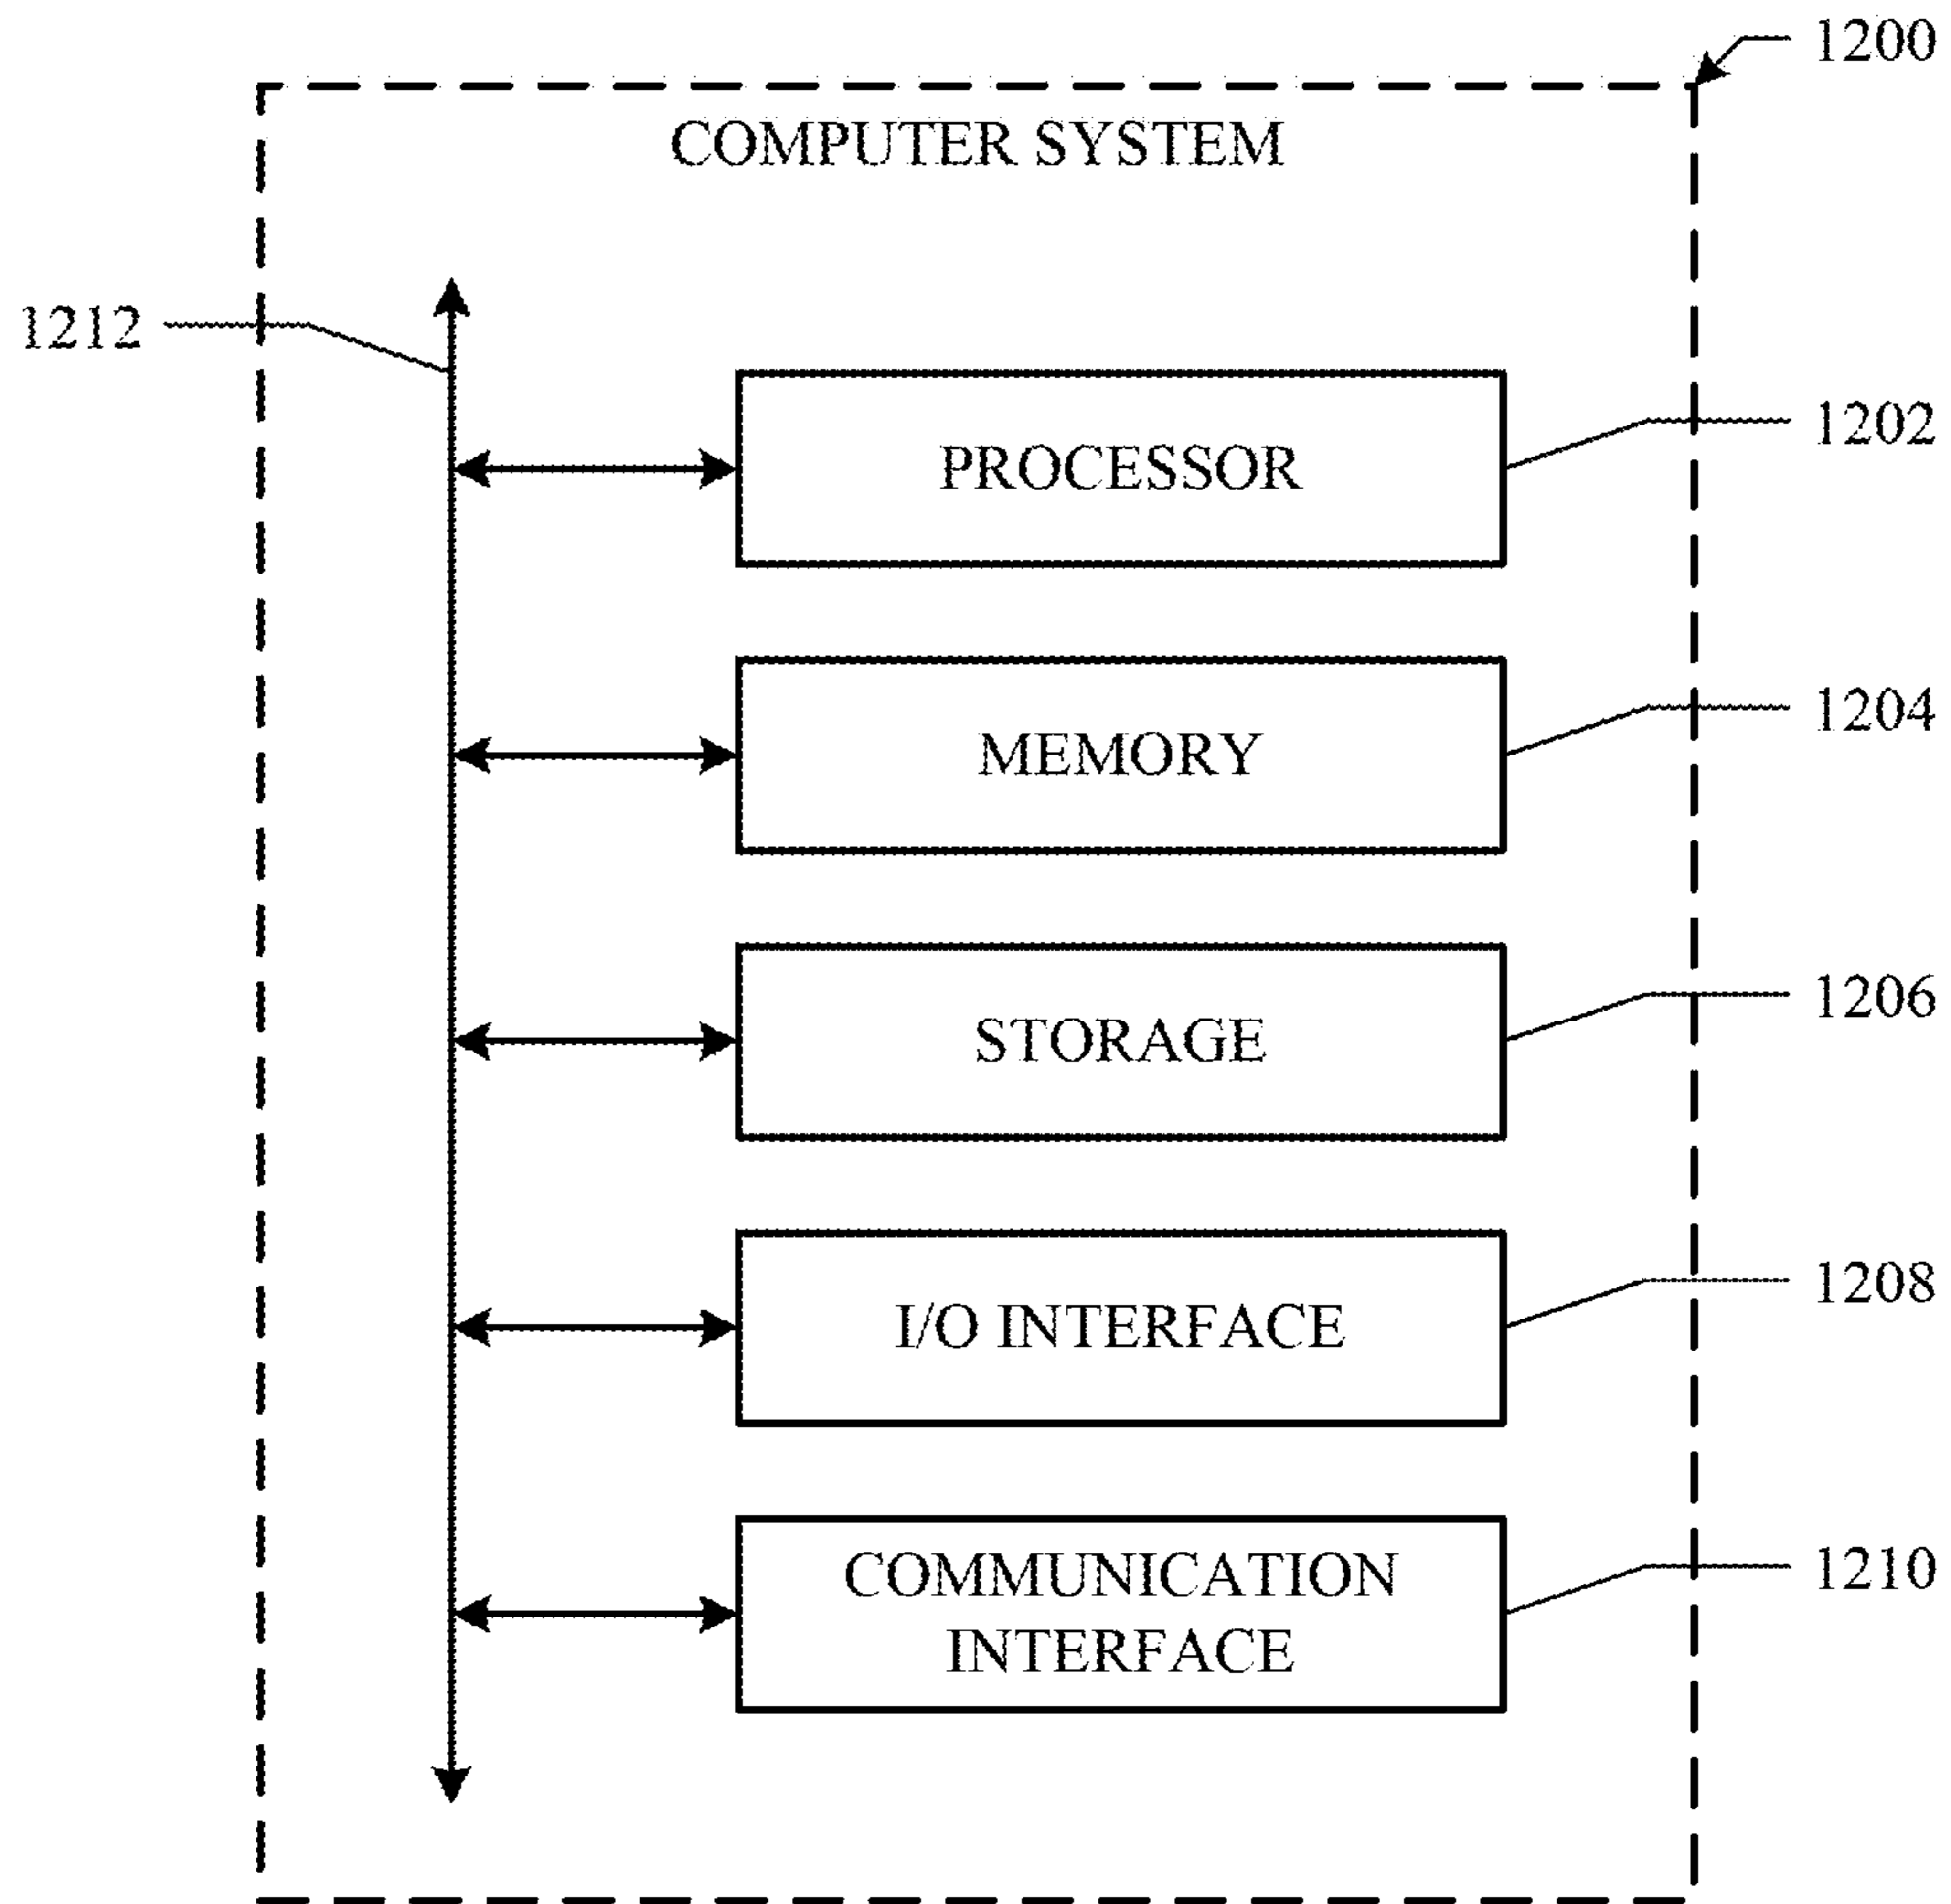 1200
COMPUTER SYSTEM
1212
1202
PROCESSOR
1204
MEMORY
1206
STORAGE
1208
I/O INTERFACE
1210
COMMUNICATION
INTERFACE